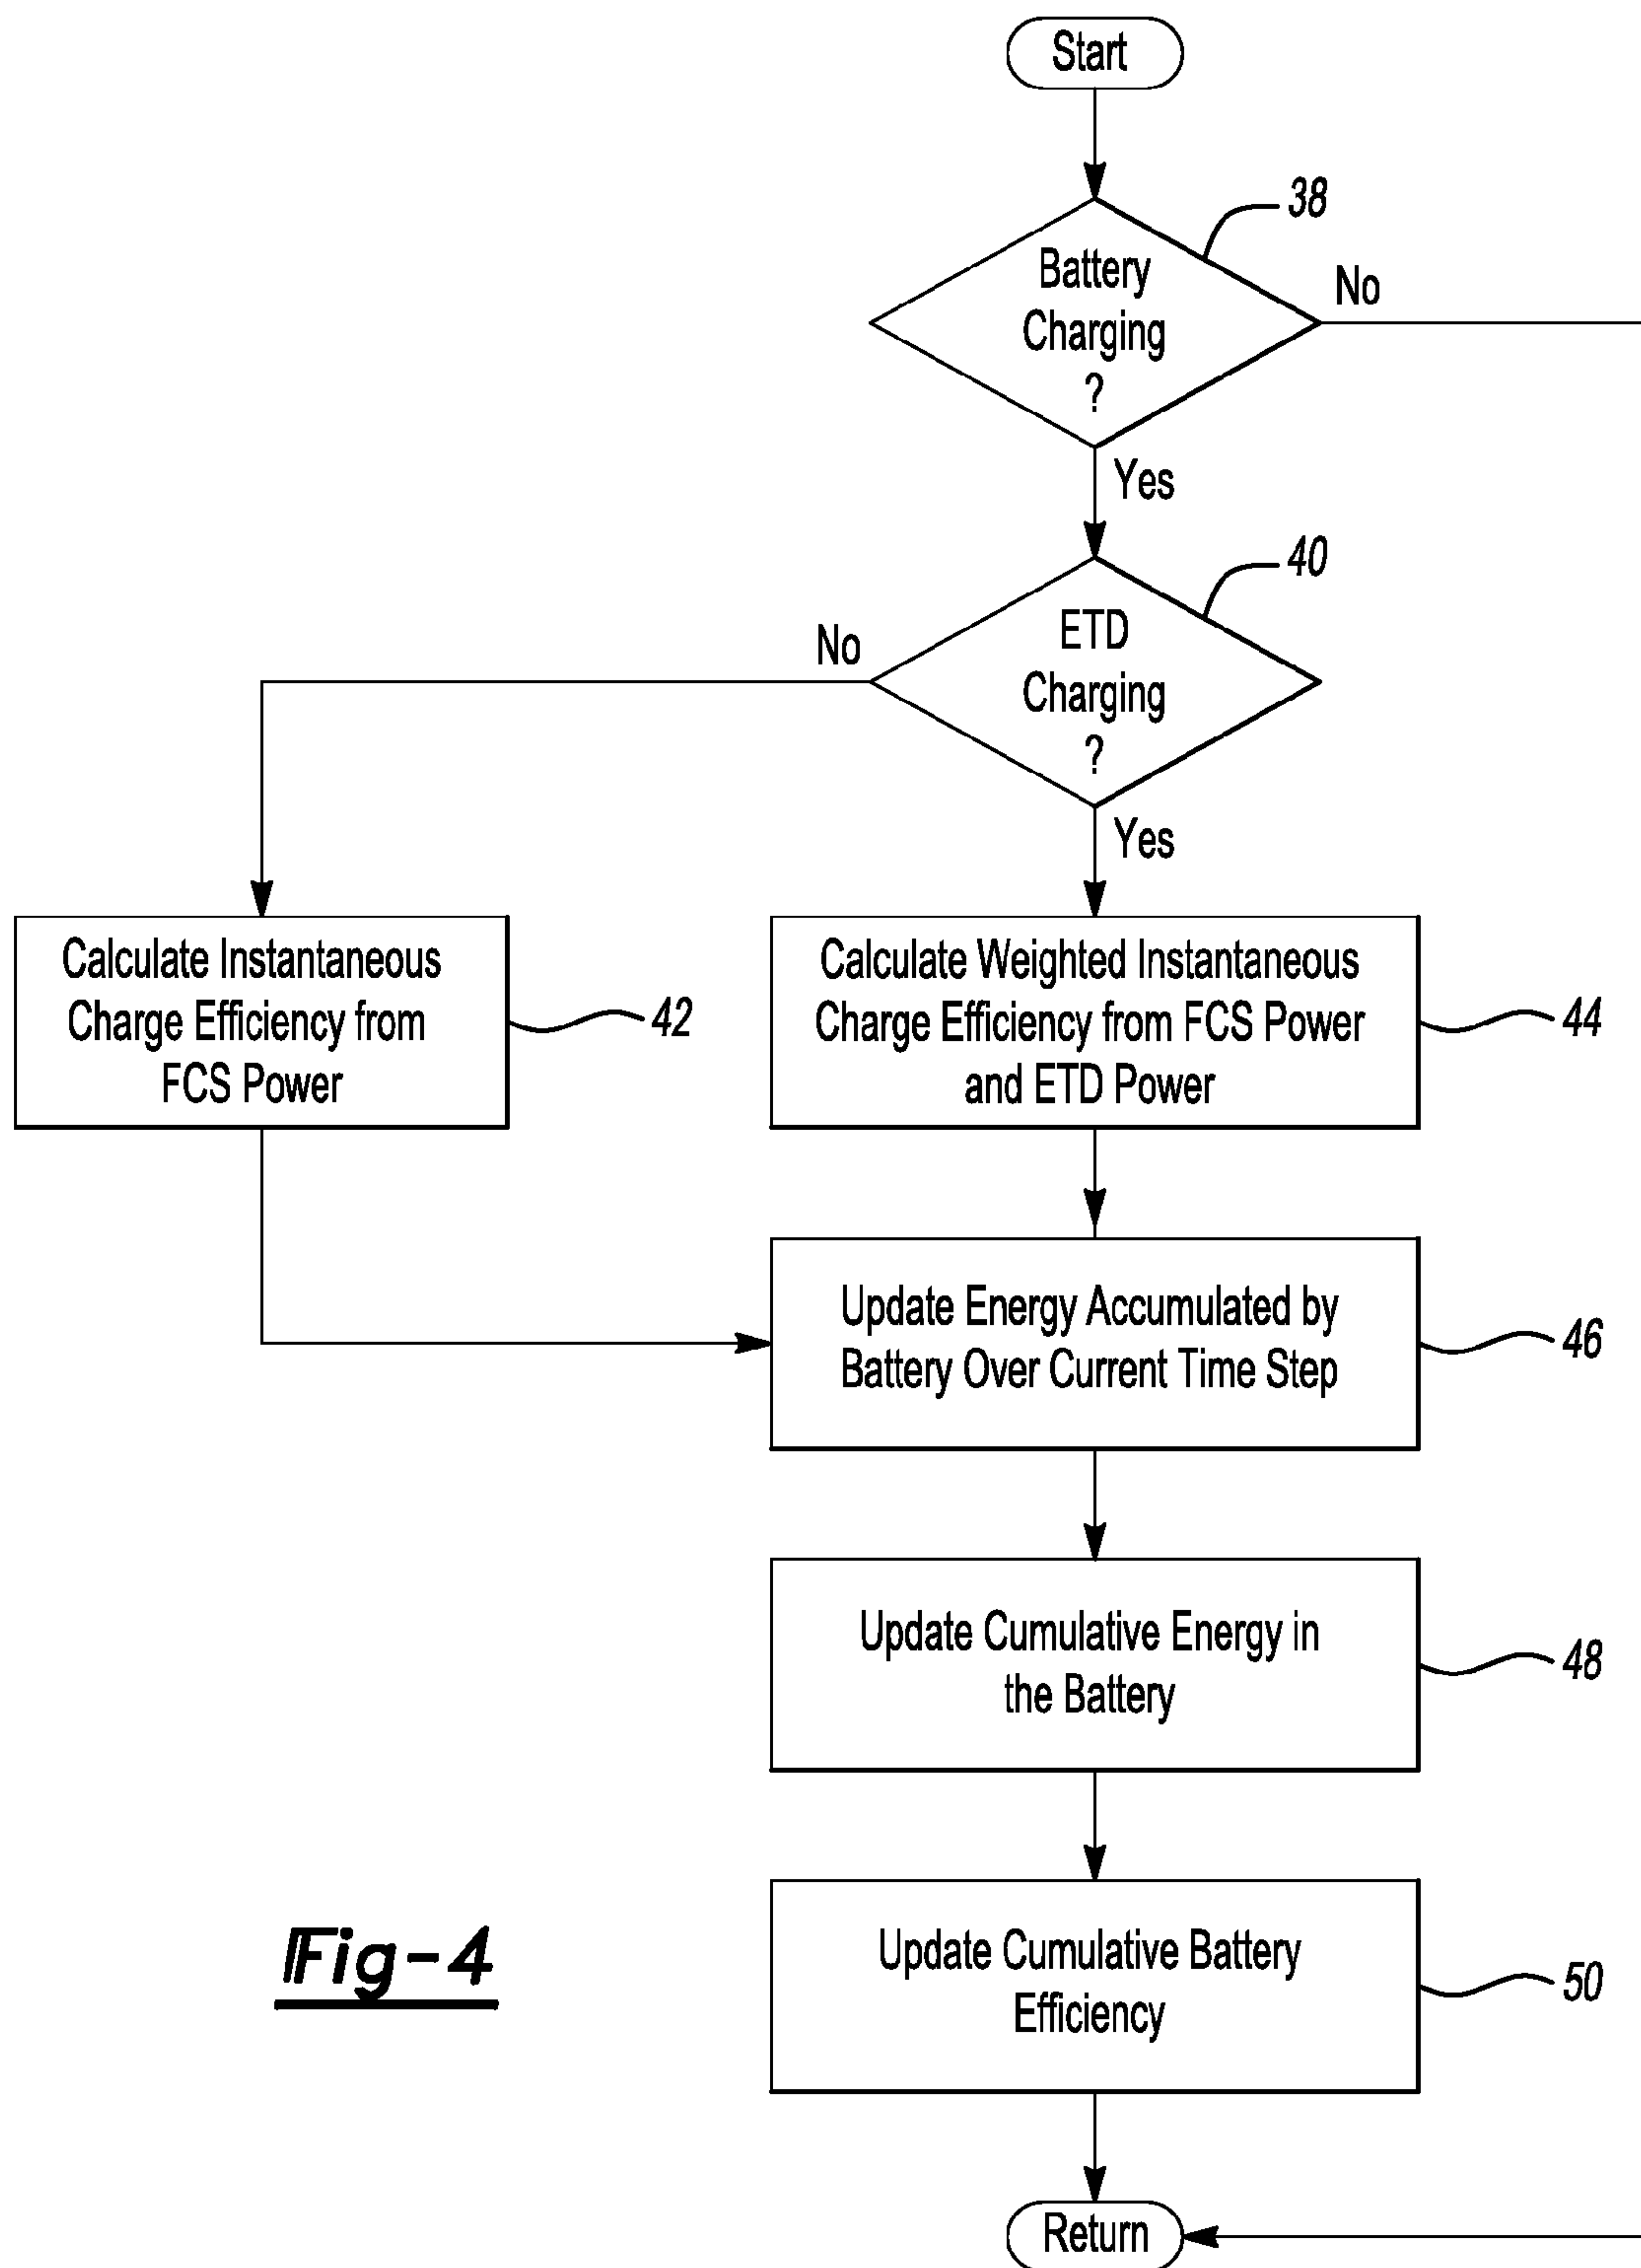 Start
38
Battery
Charging
?
No
Yes
40
ETD
Charging
?
No
Yes
Calculate Instantaneous
Charge Efficiency from
FCS Power
42
Calculate Weighted Instantaneous
Charge Efficiency from FCS Power
and ETD Power
44
Update Energy Accumulated by
Battery Over Current Time Step
46
Update Cumulative Energy in
the Battery
48
Update Cumulative Battery
Efficiency
50
Fig-4
Return